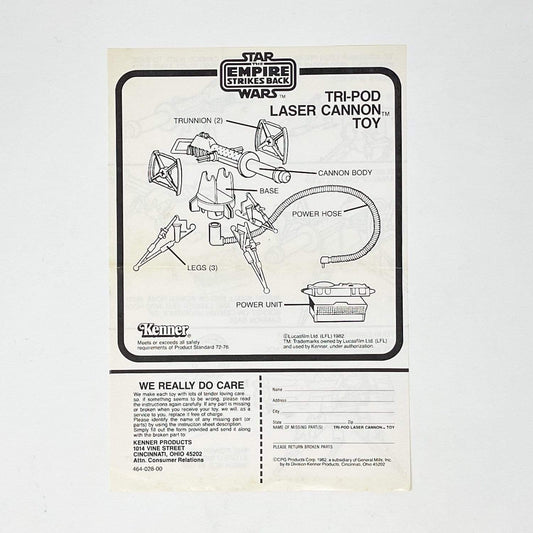 STAR
THE
EMPIRE
STRIKES BACK
WARS™
TRI-POD
LASER CANNON™
TOY
TRUNNION (2)
CANNON BODY
BASE
POWER HOSE
LEGS (3)
POWER UNIT
Kenner®
Meets or exceeds all safety
requirements of Product Standard 72-76.
©Lucasfilm Ltd. (LFL) 1982
TM: Trademarks owned by Lucasfilm Ltd. (LFL)
and used by Kenner, under authorization.
WE REALLY DO CARE
We make each toy with lots of tender loving care
so, if something seems to be wrong, please read
the instructions again carefully. If any part is missing
or broken when you receive your toy, we will, as a
service to you, replace it free of charge.
Please identify the name of any missing part (or
parts) by using the instruction sheet description.
Simply fill out the form provided and send it along
with the broken part to:
KENNER PRODUCTS
1014 VINE STREET
CINCINNATI, OHIO 45202
Attn. Consumer Relations
464-028-00
Name
Address
City
State Zip
NAME OF MISSING PART(S) TRI-POD LASER CANNON™ TOY
PLEASE RETURN BROKEN PARTS
©CPG Products Corp. 1982, a subsidiary of General Mills, Inc.
by its Division Kenner Products, Cincinnati, Ohio 45202